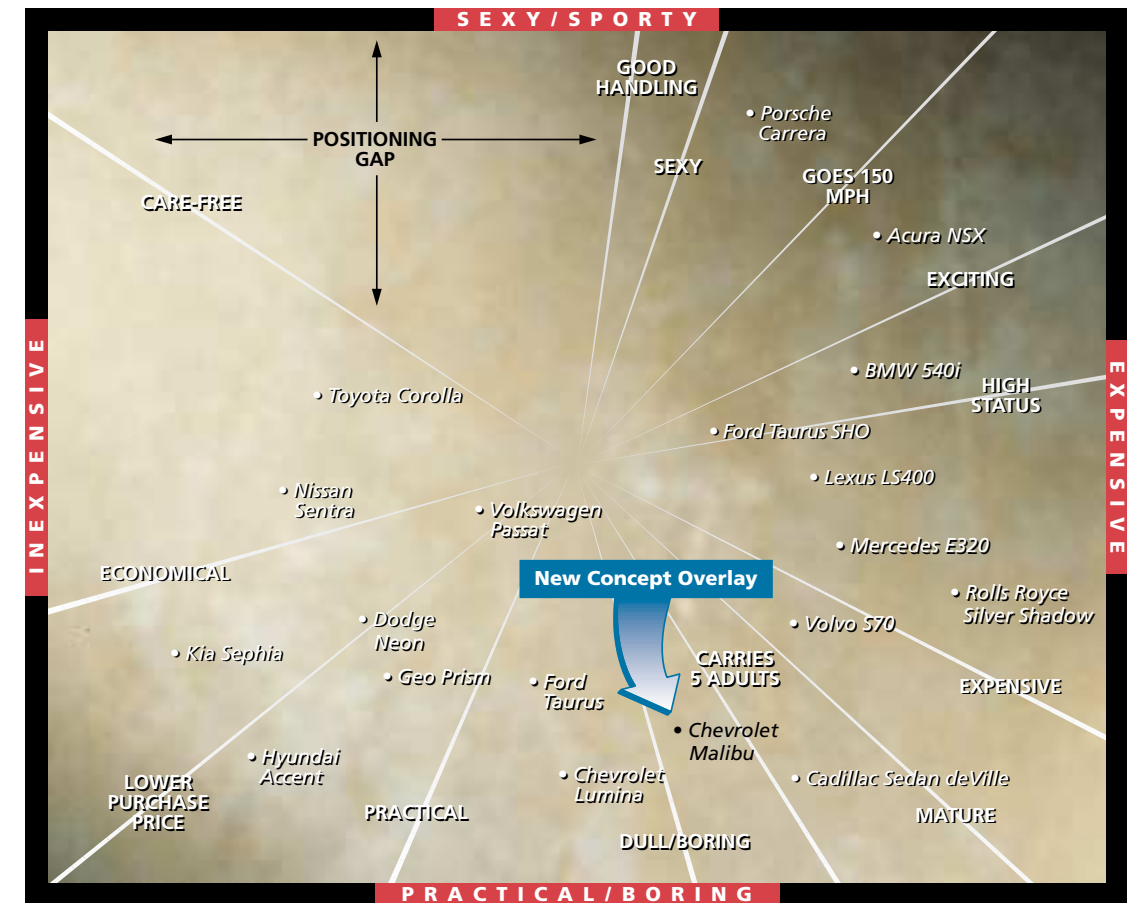 SEXY/SPORTY
GOOD
HANDLING
• Porsche
Carrera
POSITIONING
GAP
SEXY
GOES 150
MPH
CARE-FREE
• Acura NSX
EXCITING
INEXPENSIVE
EXPENSIVE
• BMW 540i
HIGH
STATUS
• Toyota Corolla
• Ford Taurus SHO
• Lexus LS400
• Nissan
Sentra
• Volkswagen
Passat
• Mercedes E320
ECONOMICAL
New Concept Overlay
• Rolls Royce
Silver Shadow
• Dodge
Neon
• Volvo S70
• Kia Sephia
CARRIES
5 ADULTS
• Geo Prism
• Ford
Taurus
EXPENSIVE
• Chevrolet
Malibu
• Hyundai
Accent
• Chevrolet
Lumina
• Cadillac Sedan deVille
LOWER
PURCHASE
PRICE
PRACTICAL
MATURE
DULL/BORING
PRACTICAL/BORING